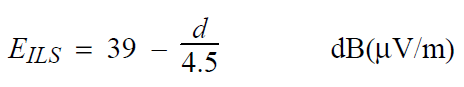 E_ILS = 39 − d/4.5 dB(μV/m)